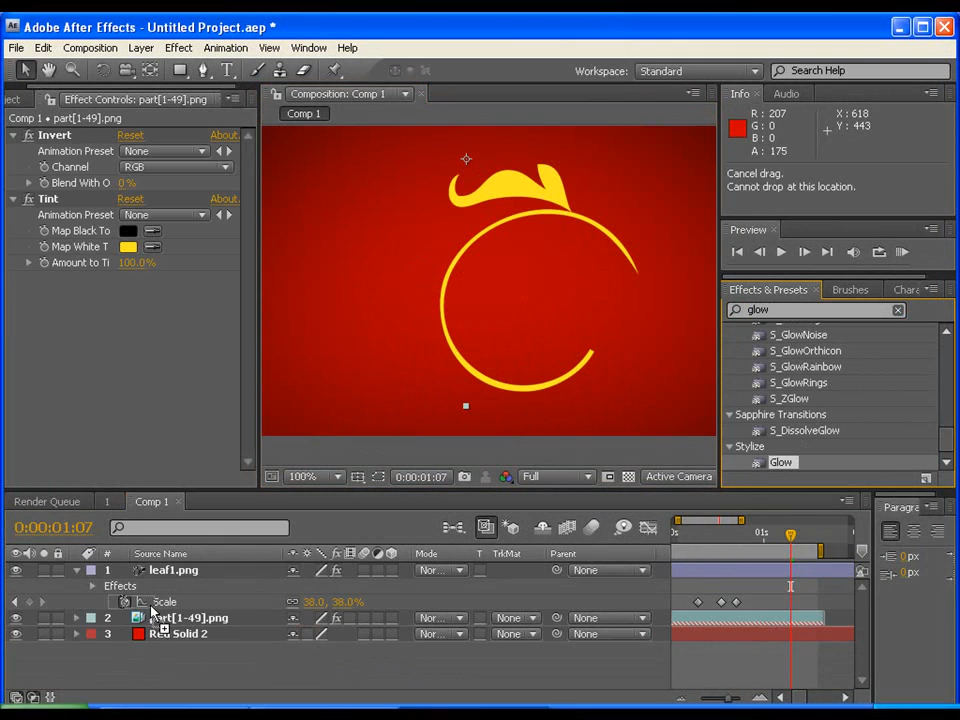 Adobe After Effects - Untitled Project.aep *
File Edit Composition Layer Effect Animation View Window Help
Workspace: Standard Search Help
ject Effect Controls: part[1-49].png
Comp 1 • part[1-49].png
Invert Reset About.
Animation Preset None
Channel RGB
Blend With O 0 %
Tint Reset About.
Animation Preset None
Map Black To
Map White T
Amount to Ti 100.0%
Composition: Comp 1
Comp 1
100% 0:00:01:07 Full Active Camera
Info Audio
R : 207 X : 618
G : 0 Y : 443
B : 0
A : 175
Cancel drag.
Cannot drop at this location.
Preview
Effects & Presets Brushes Chara
glow
S_GlowNoise
S_GlowOrthicon
S_GlowRainbow
S_GlowRings
S_ZGlow
Sapphire Transitions
S_DissolveGlow
Stylize
Glow
Render Queue 1 Comp 1
0:00:01:07
0s 01s
# Source Name Mode T TrkMat Parent
1 leaf1.png Nor... None
Effects
Scale 38.0, 38.0%
2 part[1-49].png Nor... None None
3 Red Solid 2 Nor... None None
Paragra
0 px
0 px